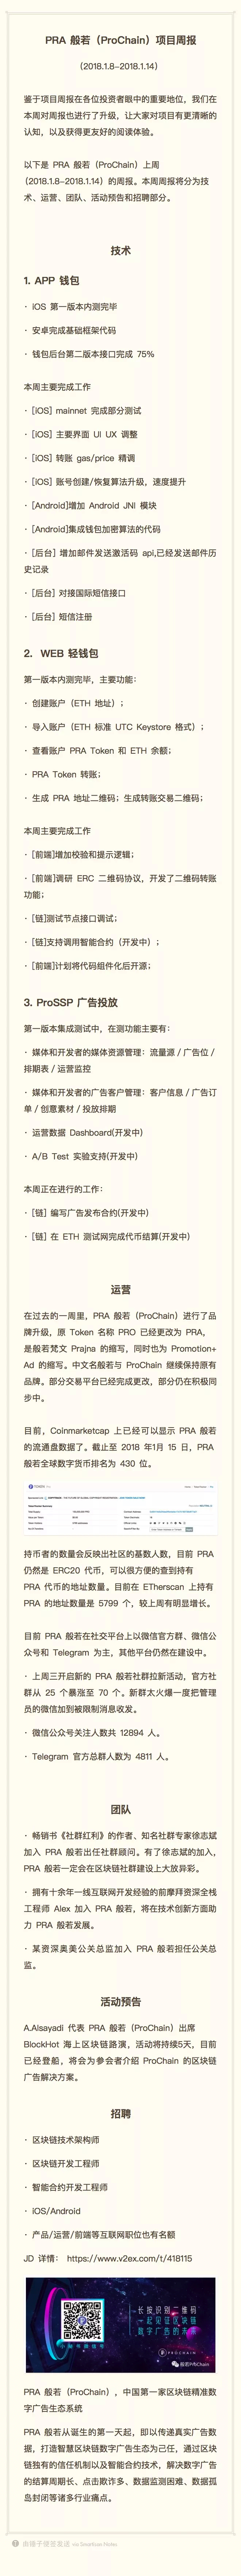 PRA 般若（ProChain）项目周报
（2018.1.8-2018.1.14）
鉴于项目周报在各位投资者眼中的重要地位，我们在
本周对周报也进行了升级，让大家对项目有更清晰的
认知，以及获得更友好的阅读体验。
以下是 PRA 般若（ProChain）上周
（2018.1.8-2018.1.14）的周报。本周周报将分为技
术、运营、团队、活动预告和招聘部分。
技术
1. APP 钱包
· iOS 第一版本内测完毕
· 安卓完成基础框架代码
· 钱包后台第二版本接口完成 75%
本周主要完成工作
· [iOS] mainnet 完成部分测试
· [iOS] 主要界面 UI UX 调整
· [iOS] 转账 gas/price 精调
· [iOS] 账号创建/恢复算法升级，速度提升
· [Android]增加 Android JNI 模块
· [Android]集成钱包加密算法的代码
· [后台] 增加邮件发送激活码 api,已经发送邮件历
史记录
· [后台] 对接国际短信接口
· [后台] 短信注册
2. WEB 轻钱包
第一版本内测完毕，主要功能：
· 创建账户（ETH 地址）；
· 导入账户（ETH 标准 UTC Keystore 格式）；
· 查看账户 PRA Token 和 ETH 余额；
· PRA Token 转账；
· 生成 PRA 地址二维码；生成转账交易二维码；
本周主要完成工作
· [前端]增加校验和提示逻辑；
· [前端]调研 ERC 二维码协议，开发了二维码转账
功能；
· [链]测试节点接口调试；
· [链]支持调用智能合约（开发中）；
· [前端]计划将代码组件化后开源；
3. ProSSP 广告投放
第一版本集成测试中，在测功能主要有：
· 媒体和开发者的媒体资源管理：流量源 / 广告位 /
排期表 / 运营监控
· 媒体和开发者的广告客户管理：客户信息 / 广告订
单 / 创意素材 / 投放排期
· 运营数据 Dashboard(开发中)
· A/B Test 实验支持(开发中)
本周正在进行的工作：
· [链] 编写广告发布合约(开发中)
· [链] 在 ETH 测试网完成代币结算(开发中)
运营
在过去的一周里，PRA 般若（ProChain）进行了品
牌升级，原 Token 名称 PRO 已经更改为 PRA，
是般若梵文 Prajna 的缩写，同时也为 Promotion+
Ad 的缩写。中文名般若与 ProChain 继续保持原有
品牌。部分交易平台已经完成更改，部分仍在积极同
步中。
目前，Coinmarketcap 上已经可以显示 PRA 般若
的流通盘数据了。截止至 2018 年1月 15 日，PRA
般若全球数字货币排名为 430 位。
持币者的数量会反映出社区的基数人数，目前 PRA
仍然是 ERC20 代币，可以很方便的查到持有
PRA 代币的地址数量。目前在 ETherscan 上持有
PRA 的地址数量是 5799 个，较上周有明显增长。
目前 PRA 般若在社交平台上以微信官方群、微信公
众号和 Telegram 为主，其他平台仍然在建设中。
· 上周三开启新的 PRA 般若社群拉新活动，官方社
群从 25 个暴涨至 70 个。新群太火爆一度把管理
员的微信加到被限制消息收发。
· 微信公众号关注人数共 12894 人。
· Telegram 官方总群人数为 4811 人。
团队
· 畅销书《社群红利》的作者、知名社群专家徐志斌
加入 PRA 般若出任社群顾问。有了徐志斌的加入，
PRA 般若一定会在区块链社群建设上大放异彩。
· 拥有十余年一线互联网开发经验的前摩拜资深全栈
工程师 Alex 加入 PRA 般若，将在技术创新方面助
力 PRA 般若发展。
· 某资深奥美公关总监加入 PRA 般若担任公关总
监。
活动预告
A.Alsayadi 代表 PRA 般若（ProChain）出席
BlockHot 海上区块链路演，活动将持续5天，目前
已经登船，将会为参会者介绍 ProChain 的区块链
广告解决方案。
招聘
· 区块链技术架构师
· 区块链开发工程师
· 智能合约开发工程师
· iOS/Android
· 产品/运营/前端等互联网职位也有名额
JD 详情： https://www.v2ex.com/t/418115
长按识别二维码
一起见证区块链
数字广告的未来
PROCHAIN
般若ProChain
PRA 般若（ProChain），中国第一家区块链精准数
字广告生态系统
PRA 般若从诞生的第一天起，即以传递真实广告数
据，打造智慧区块链数字广告生态为己任，通过区块
链独有的信任机制以及智能合约技术，解决数字广告
的结算周期长、点击欺诈多、数据监测困难、数据孤
岛封闭等诸多行业痛点。
由锤子便签发送 via Smartisan Notes